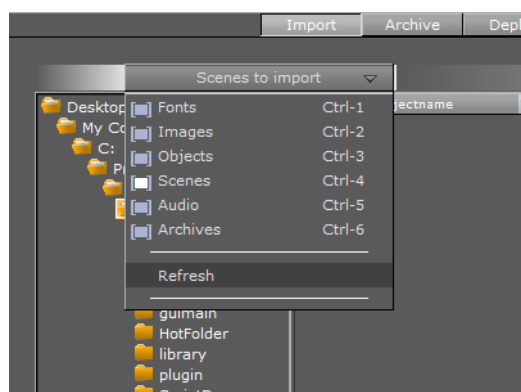 Import Archive
Scenes to import
Desktop
My
C:
Fonts Ctrl-1
Images Ctrl-2
Objects Ctrl-3
Scenes Ctrl-4
Audio Ctrl-5
Archives Ctrl-6
Refresh
guimain
HotFolder
library
plugin